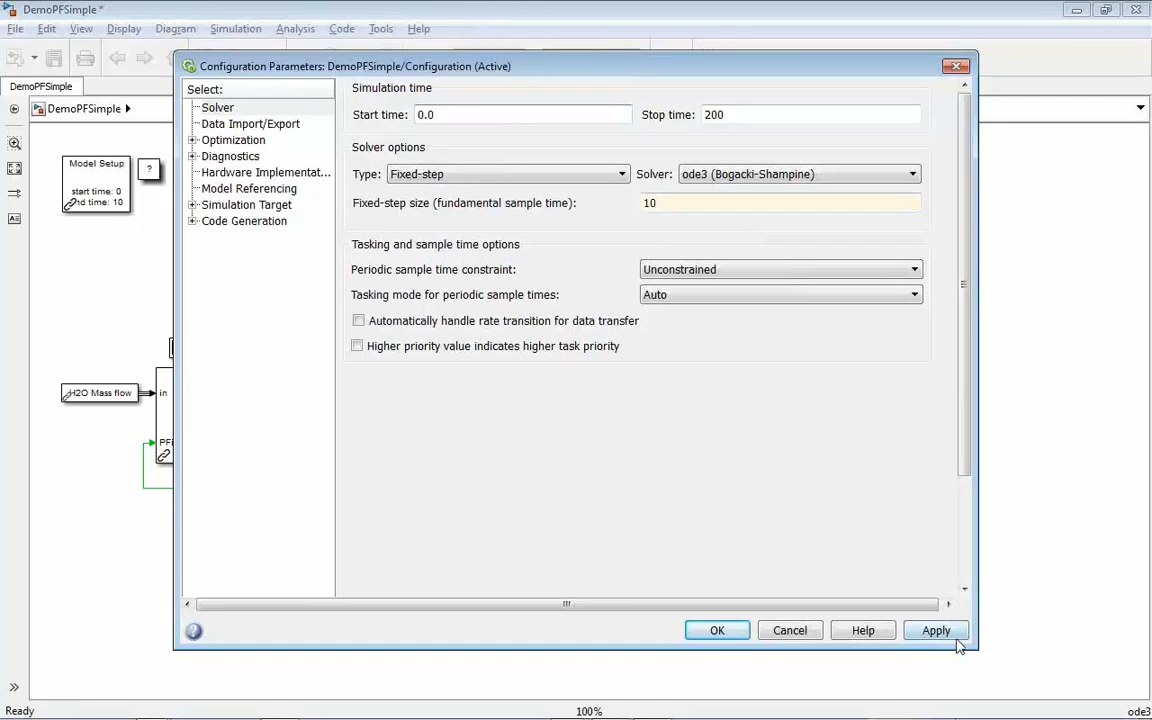 DemoPFSimple *
File Edit View Display Diagram Simulation Analysis Code Tools Help
DemoPFSimple
DemoPFSimple
Configuration Parameters: DemoPFSimple/Configuration (Active)
Select:
Solver
Data Import/Export
Optimization
Diagnostics
Hardware Implementat...
Model Referencing
Simulation Target
Code Generation
Simulation time
Start time: 0.0 Stop time: 200
Solver options
Type: Fixed-step Solver: ode3 (Bogacki-Shampine)
Fixed-step size (fundamental sample time): 10
Tasking and sample time options
Periodic sample time constraint: Unconstrained
Tasking mode for periodic sample times: Auto
Automatically handle rate transition for data transfer
Higher priority value indicates higher task priority
OK Cancel Help Apply
Model Setup
?
start time: 0
nd time: 10
H2O Mass flow
in
Ready 100% ode3